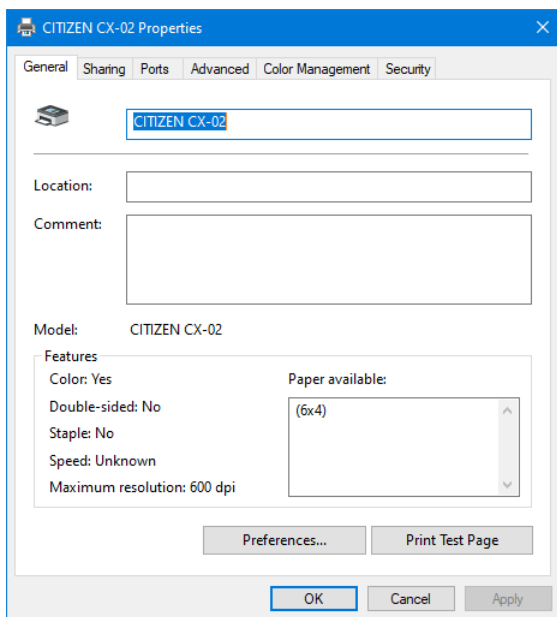 CITIZEN CX-02 Properties
General Sharing Ports Advanced Color Management Security
CITIZEN CX-02
Location:
Comment:
Model: CITIZEN CX-02
Features
Color: Yes
Double-sided: No
Staple: No
Speed: Unknown
Maximum resolution: 600 dpi
Paper available:
(6x4)
Preferences... Print Test Page
OK Cancel Apply